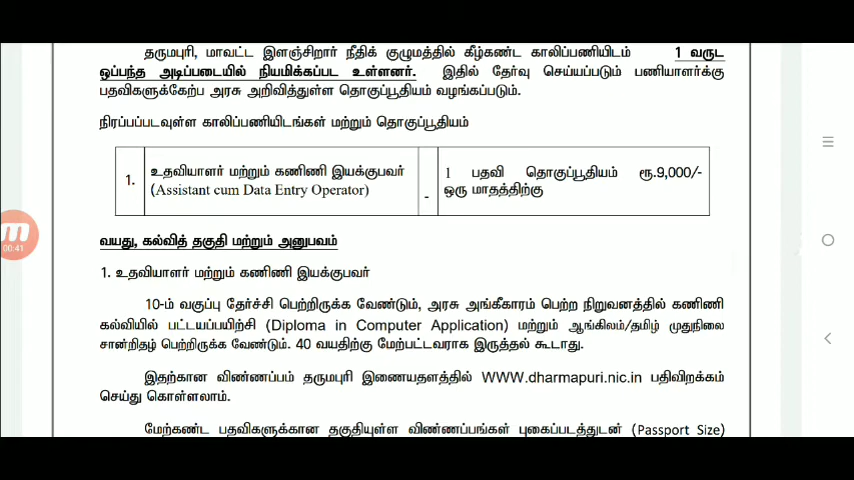 தருமபுரி, மாவட்ட இளஞ்சிறார் நீதிக் குழுமத்தில் கீழ்கண்ட காலிப்பணியிடம் 1 வருட
ஒப்பந்த அடிப்படையில் நியமிக்கப்பட உள்ளனர். இதில் தேர்வு செய்யப்படும் பணியாளர்க்கு
பதவிகளுக்கேற்ப அரசு அறிவித்துள்ள தொகுப்பூதியம் வழங்கப்படும்.
நிரப்பப்படவுள்ள காலிப்பணியிடங்கள் மற்றும் தொகுப்பூதியம்
1. உதவியாளர் மற்றும் கணிணி இயக்குபவர் 1 பதவி தொகுப்பூதியம் ரூ.9,000/-
(Assistant cum Data Entry Operator) - ஒரு மாதத்திற்கு
வயது, கல்வித் தகுதி மற்றும் அனுபவம்
00:41
1. உதவியாளர் மற்றும் கணிணி இயக்குபவர்
10-ம் வகுப்பு தேர்ச்சி பெற்றிருக்க வேண்டும், அரசு அங்கீகாரம் பெற்ற நிறுவனத்தில் கணிணி
கல்வியில் பட்டயப்பயிற்சி (Diploma in Computer Application) மற்றும் ஆங்கிலம்/தமிழ் முதுநிலை
சான்றிதழ் பெற்றிருக்க வேண்டும். 40 வயதிற்கு மேற்பட்டவராக இருத்தல் கூடாது.
இதற்கான விண்ணப்பம் தருமபுரி இணையதளத்தில் WWW.dharmapuri.nic.in பதிவிறக்கம்
செய்து கொள்ளலாம்.
மேற்கண்ட பதவிகளுக்கான தகுதியுள்ள விண்ணப்பங்கள் புகைப்படத்துடன் (Passport Size)